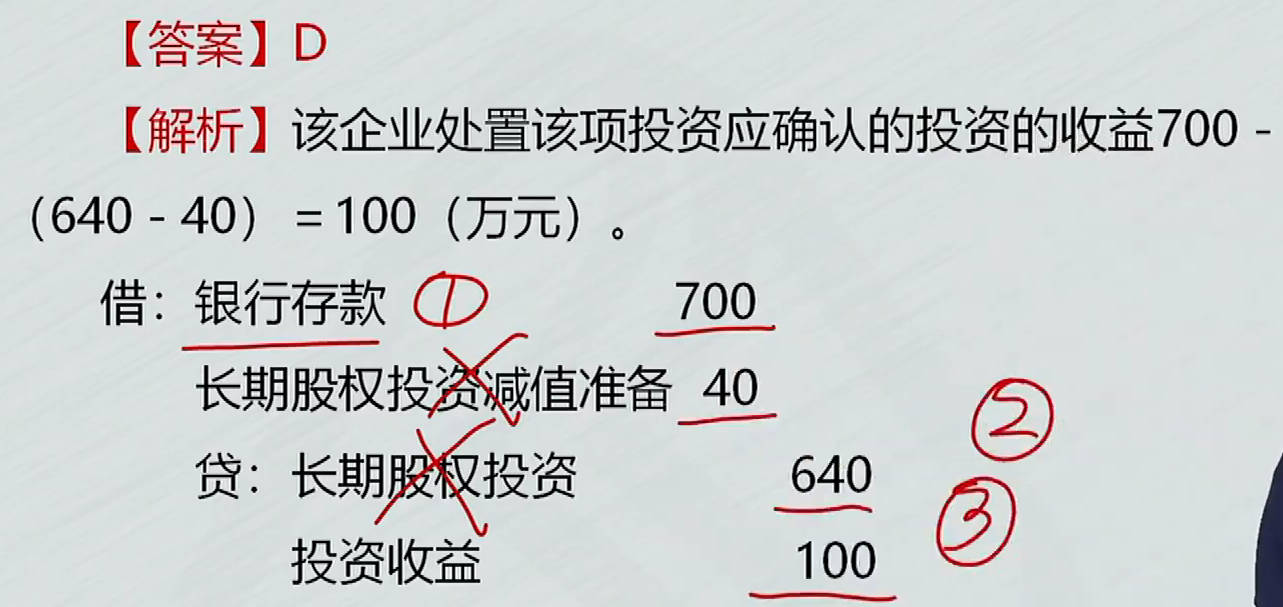 【答案】D
【解析】该企业处置该项投资应确认的投资的收益700 -
（640 - 40） = 100（万元）。
借：银行存款 ① 700
长期股权投资减值准备 40
②
贷：长期股权投资 640
③
投资收益 100